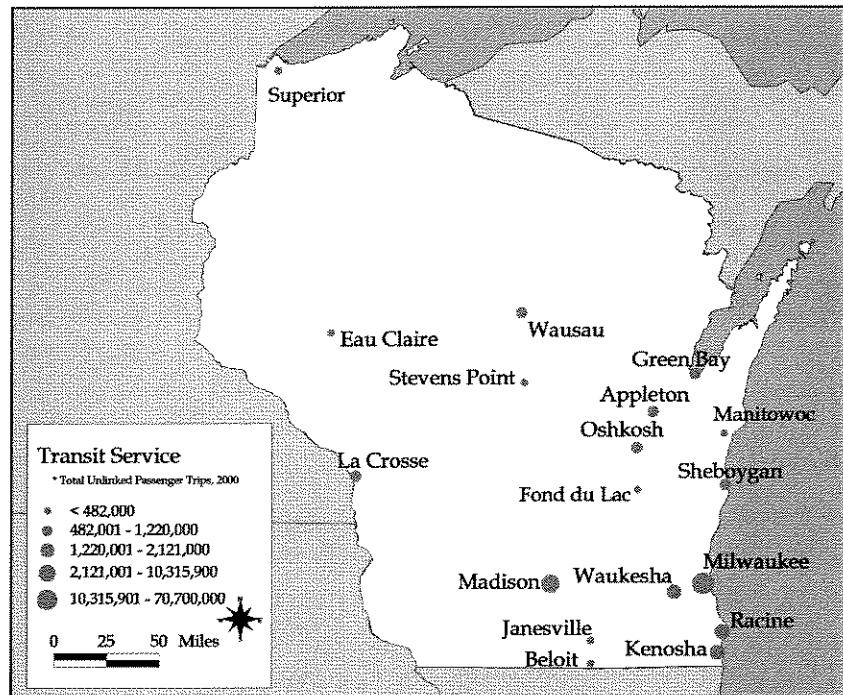 Superior
Eau Claire
Wausau
Green Bay
Stevens Point
Appleton
Manitowoc
Oshkosh
La Crosse
Sheboygan
Fond du Lac
Madison
Waukesha
Milwaukee
Janesville
Racine
Beloit
Kenosha
Transit Service
* Total Unlinked Passenger Trips, 2000
< 482,000
482,001 - 1,220,000
1,220,001 - 2,121,000
2,121,001 - 10,315,900
10,315,901 - 70,700,000
0 25 50 Miles